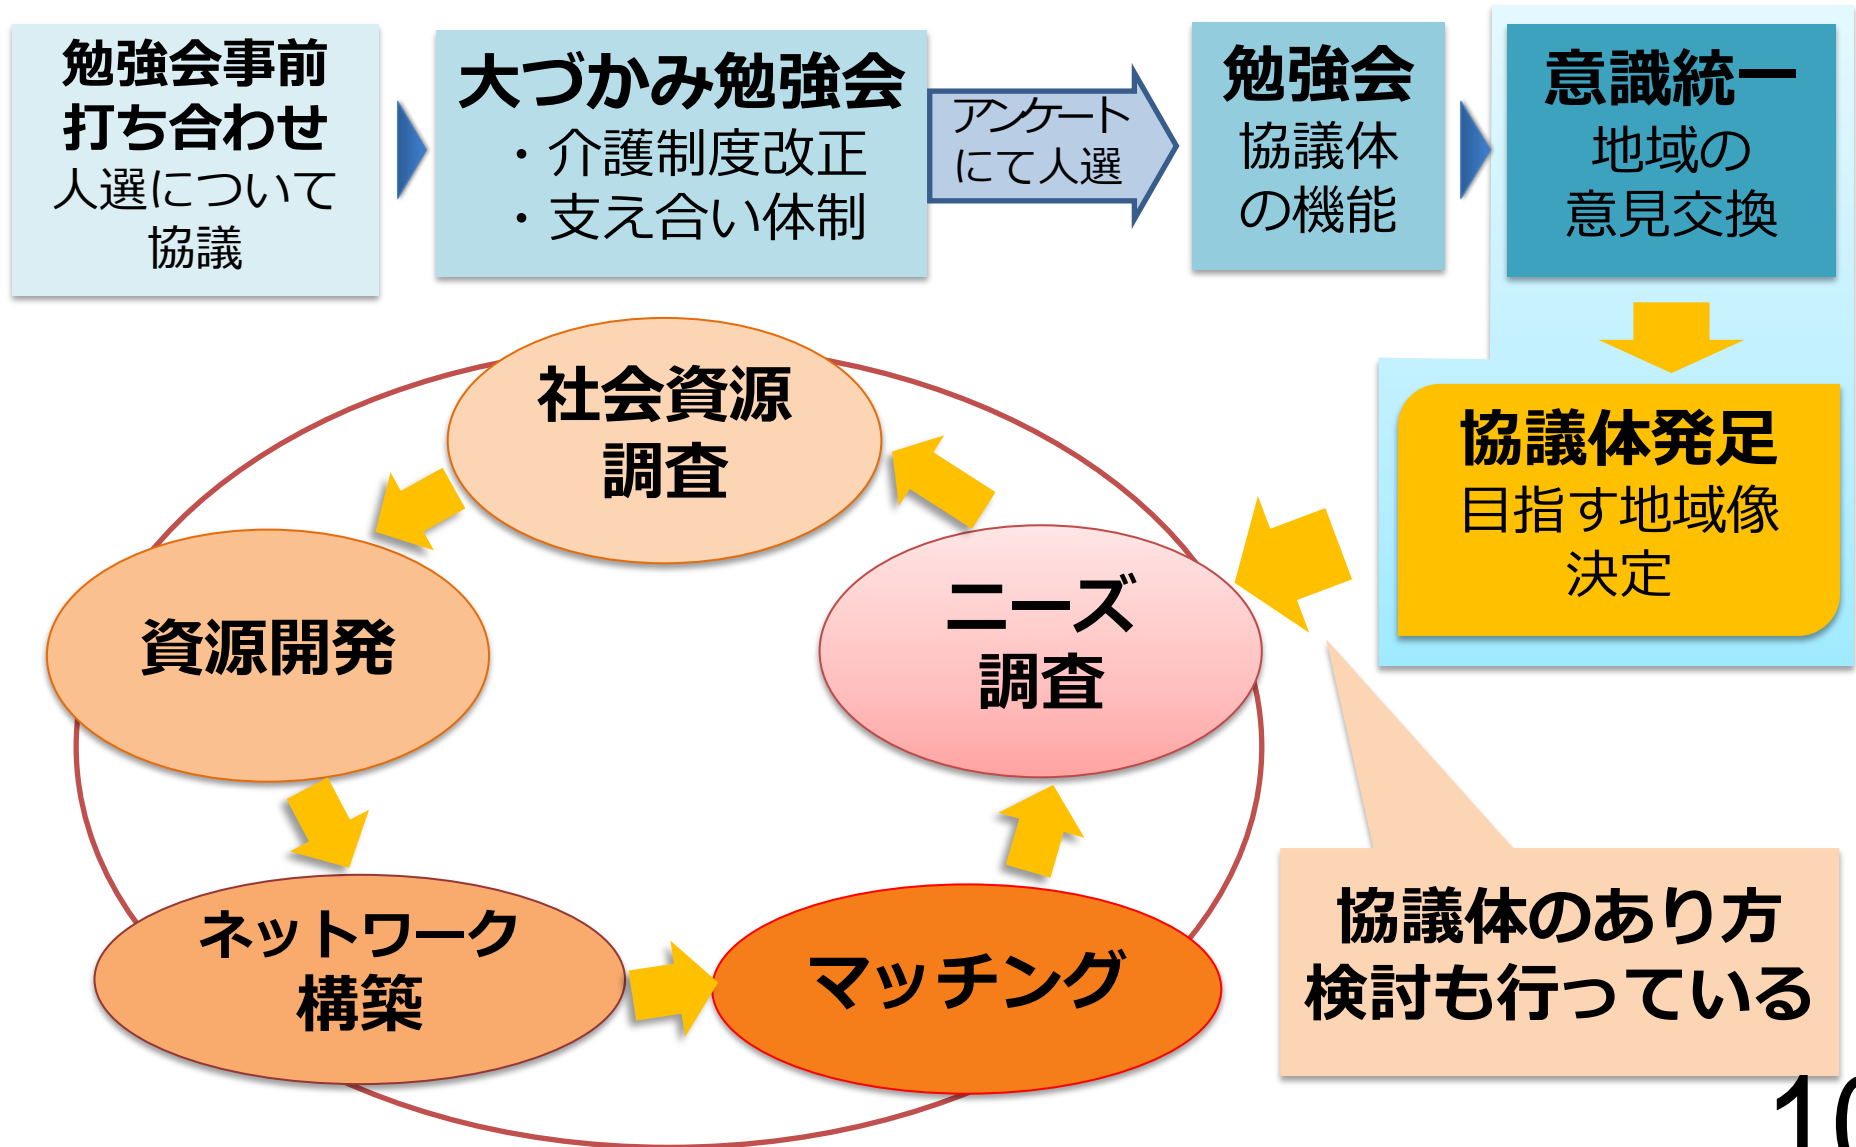 勉強会事前
打ち合わせ
人選について
協議
大づかみ勉強会
・介護制度改正
・支え合い体制
アンケート
にて人選
勉強会
協議体
の機能
意識統一
地域の
意見交換
協議体発足
目指す地域像
決定
社会資源
調査
ニーズ
調査
資源開発
ネットワーク
構築
マッチング
協議体のあり方
検討も行っている
10